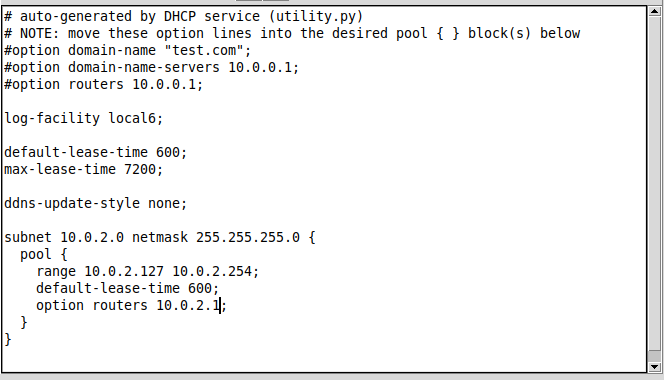 # auto-generated by DHCP service (utility.py)
# NOTE: move these option lines into the desired pool { } block(s) below
#option domain-name "test.com";
#option domain-name-servers 10.0.0.1;
#option routers 10.0.0.1;

log-facility local6;

default-lease-time 600;
max-lease-time 7200;

ddns-update-style none;

subnet 10.0.2.0 netmask 255.255.255.0 {
  pool {
    range 10.0.2.127 10.0.2.254;
    default-lease-time 600;
    option routers 10.0.2.1;
  }
}